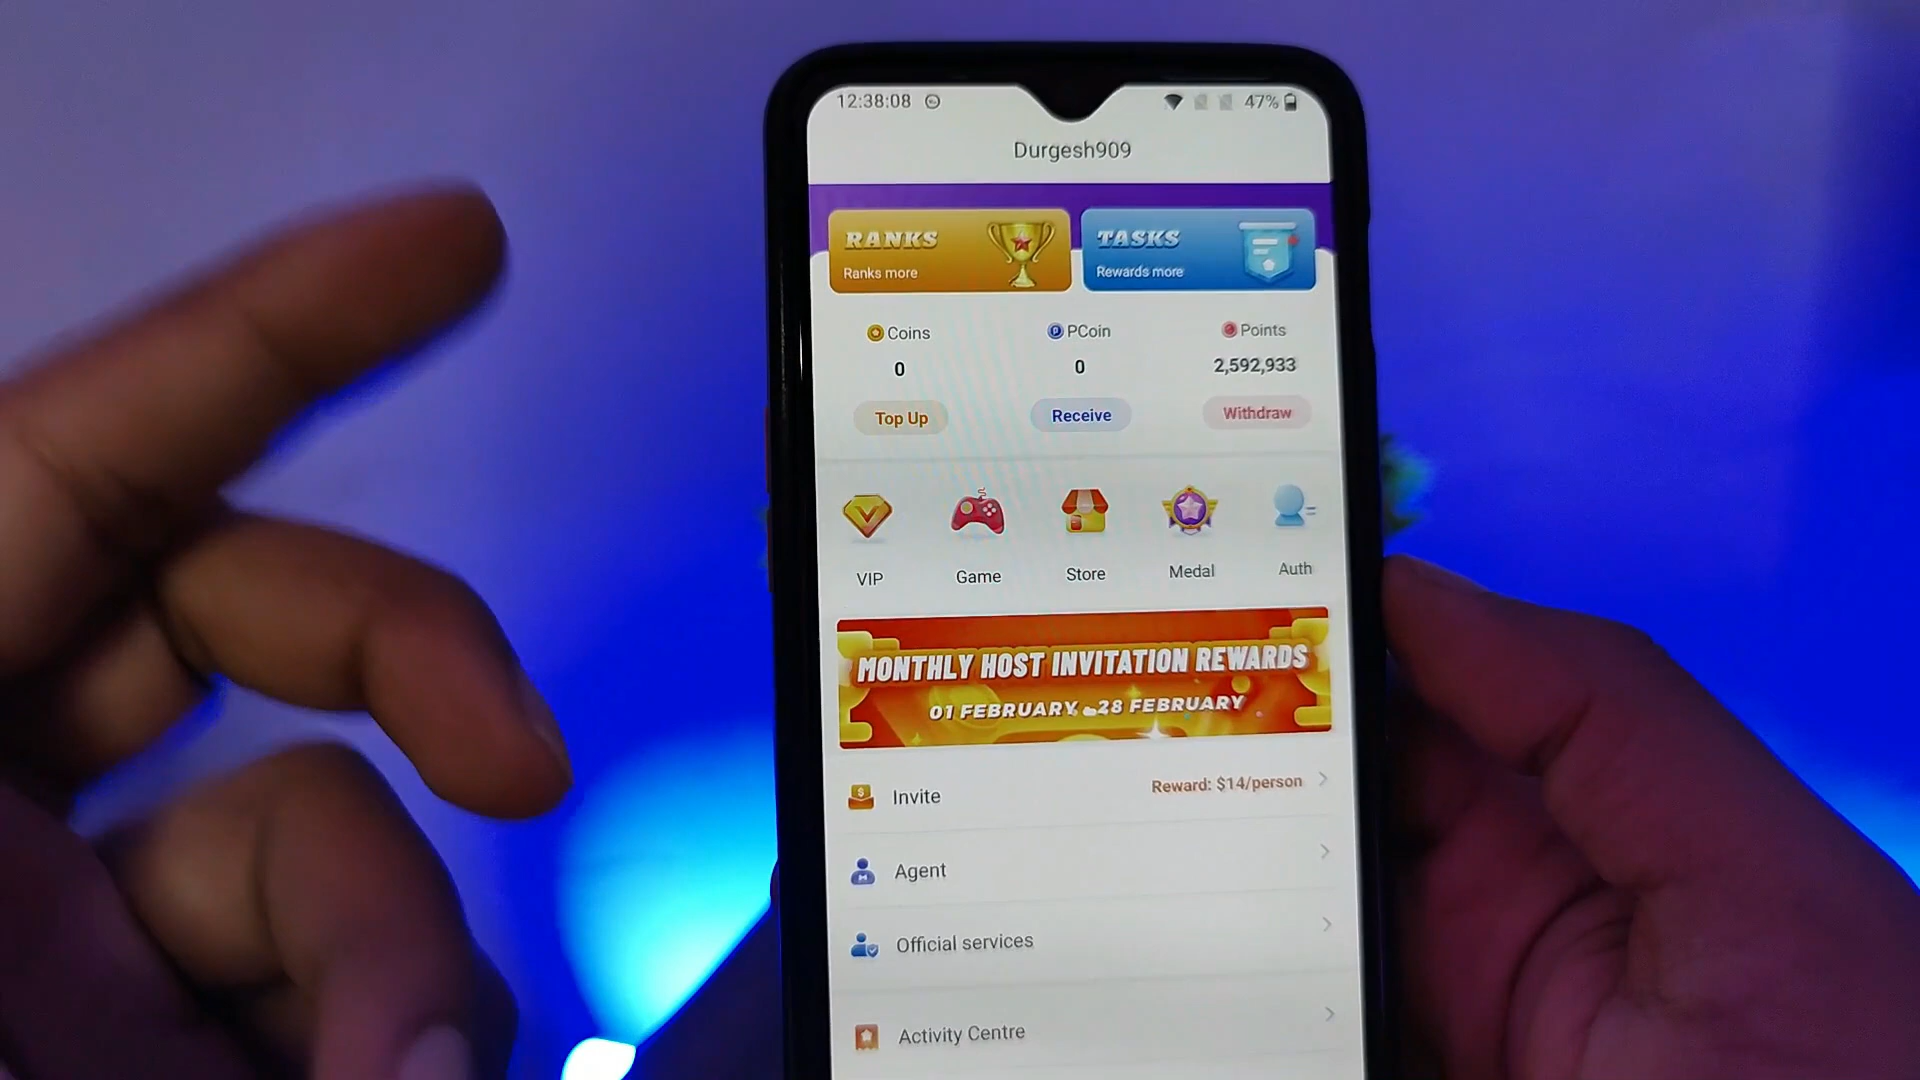 12:38:08 47%
Durgesh909
RANKS
Ranks more
TASKS
Rewards more
Coins PCoin Points
0 0 2,592,933
Top Up Receive Withdraw
VIP Game Store Medal Auth
MONTHLY HOST INVITATION REWARDS
01 FEBRUARY - 28 FEBRUARY
Invite Reward: $14/person
Agent
Official services
Activity Centre